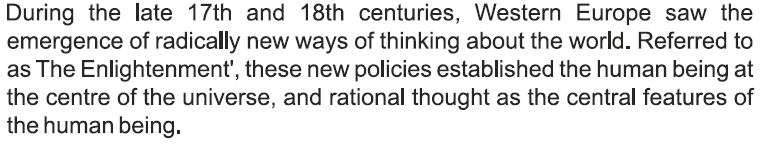 During the late 17th and 18th centuries, Western Europe saw the
emergence of radically new ways of thinking about the world. Referred to
as The Enlightenment', these new policies established the human being at
the centre of the universe, and rational thought as the central features of
the human being.